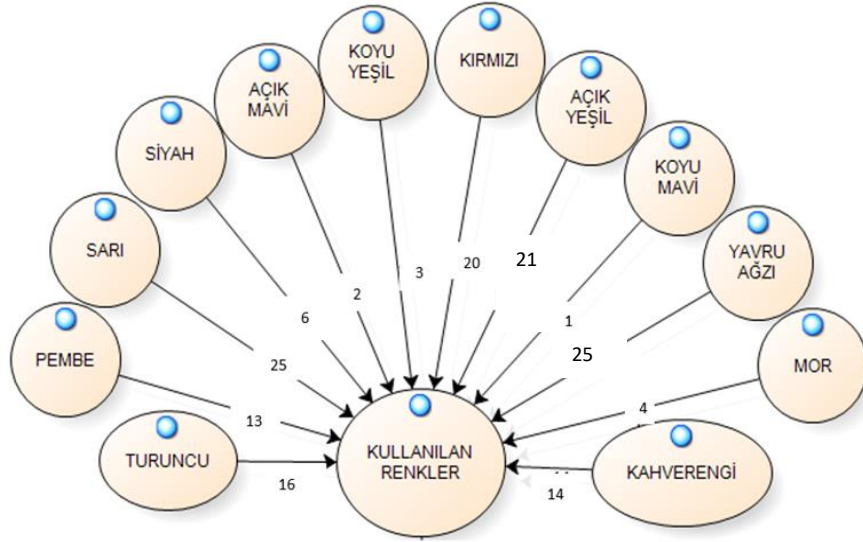 KOYU
YEŞİL
KIRMIZI
AÇIK
MAVİ
AÇIK
YEŞİL
SİYAH
KOYU
MAVİ
SARI
YAVRU
AĞZI
PEMBE
MOR
TURUNCU
KAHVERENGİ
KULLANILAN
RENKLER
3
20
21
2
6
1
25
25
13
4
16
14